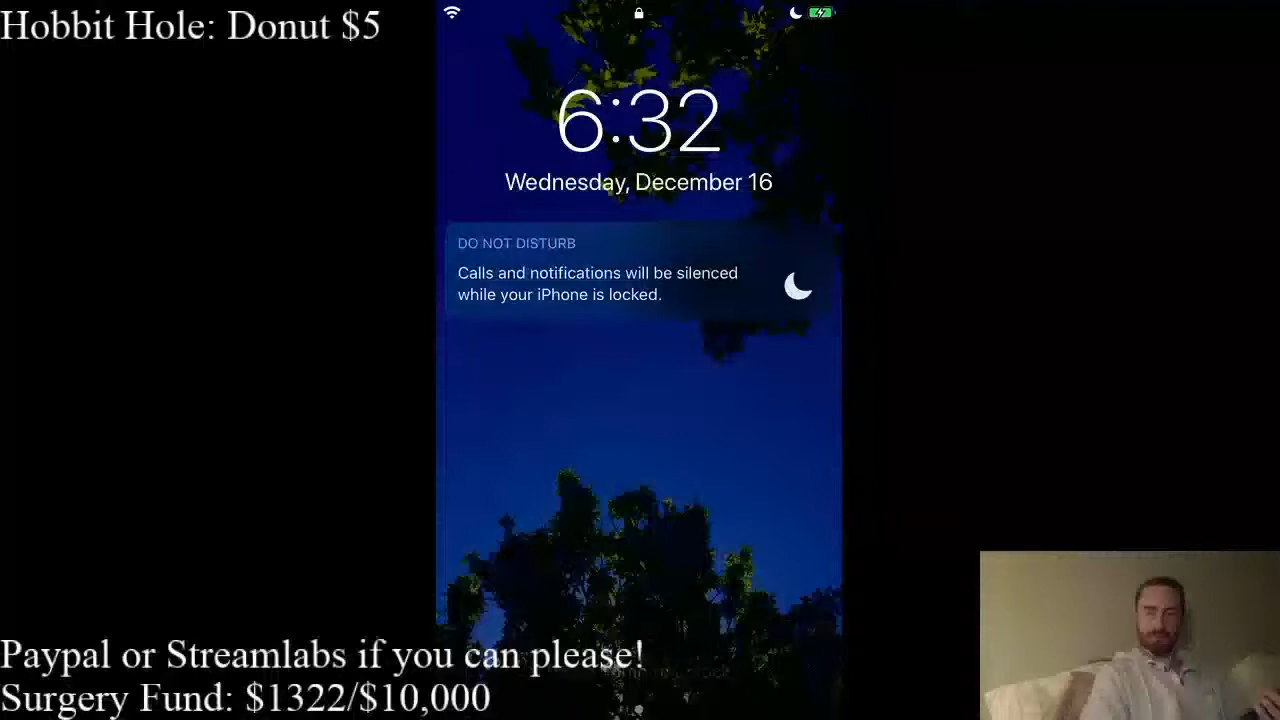 Hobbit Hole: Donut $5
6:32
Wednesday, December 16
DO NOT DISTURB
Calls and notifications will be silenced
while your iPhone is locked.
Paypal or Streamlabs if you can please!
Surgery Fund: $1322/$10,000